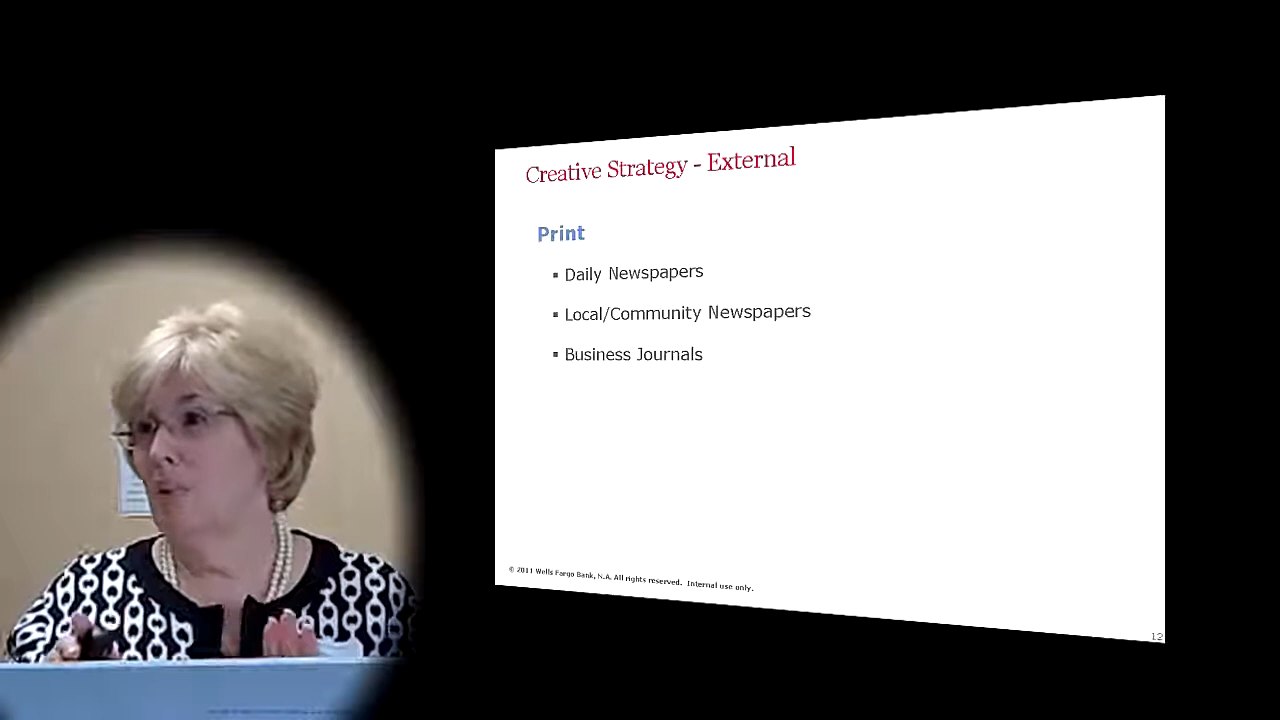 Creative Strategy - External
Print
▪ Daily Newspapers
▪ Local/Community Newspapers
▪ Business Journals
© 2011 Wells Fargo Bank, N.A. All rights reserved. Internal use only.
12